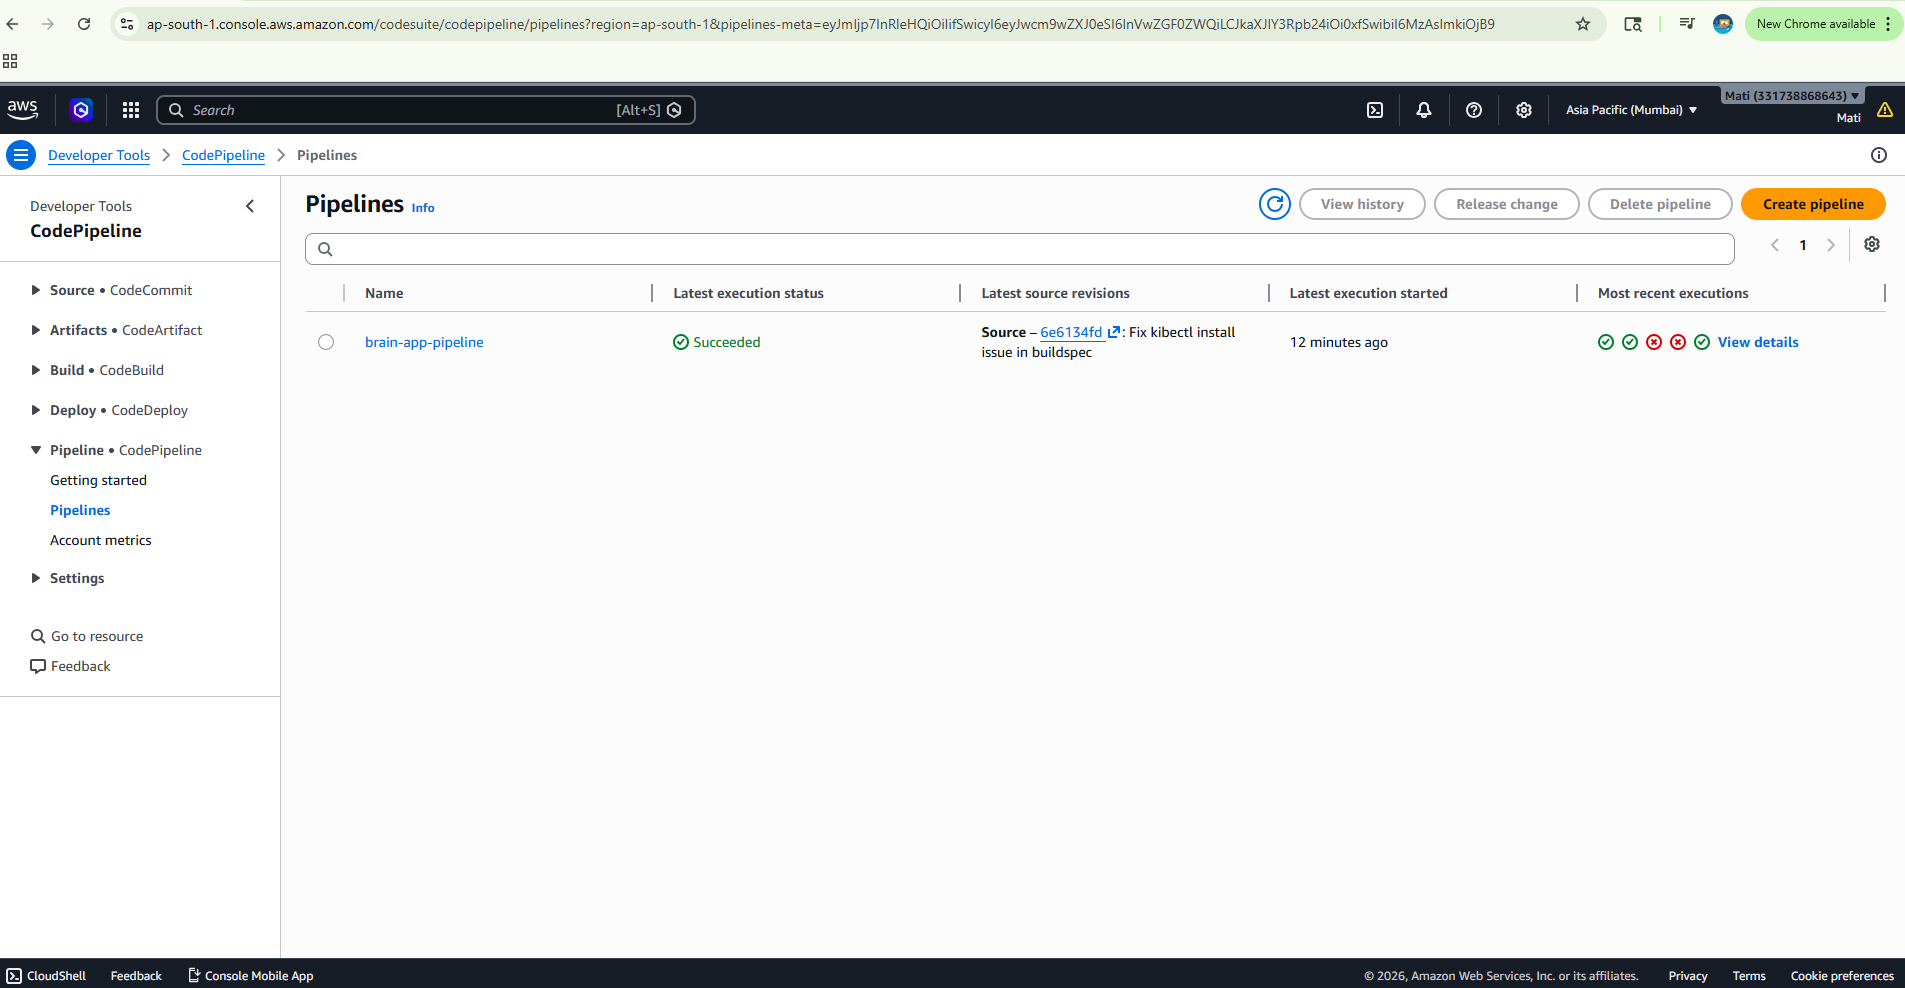 ap-south-1.console.aws.amazon.com/codesuite/codepipeline/pipelines?region=ap-south-1&pipelines-meta=eyJmIjp7InRleHQiOiIifSwicyI6eyJwcm9wZXJ0eSI6InVwZGF0ZWQiLCJkaXJlY3Rpb24iOi0xfSwibiI6MzAsImkiOjB9
New Chrome available
aws
Search
[Alt+S]
Asia Pacific (Mumbai)
Mati (331738868643)
Mati
Developer Tools
CodePipeline
Pipelines
Developer Tools
CodePipeline
Source • CodeCommit
Artifacts • CodeArtifact
Build • CodeBuild
Deploy • CodeDeploy
Pipeline • CodePipeline
Getting started
Pipelines
Account metrics
Settings
Go to resource
Feedback
Pipelines Info
View history
Release change
Delete pipeline
Create pipeline
1
Name
Latest execution status
Latest source revisions
Latest execution started
Most recent executions
brain-app-pipeline
Succeeded
Source – 6e6134fd : Fix kibectl install
issue in buildspec
12 minutes ago
View details
CloudShell
Feedback
Console Mobile App
© 2026, Amazon Web Services, Inc. or its affiliates.
Privacy
Terms
Cookie preferences